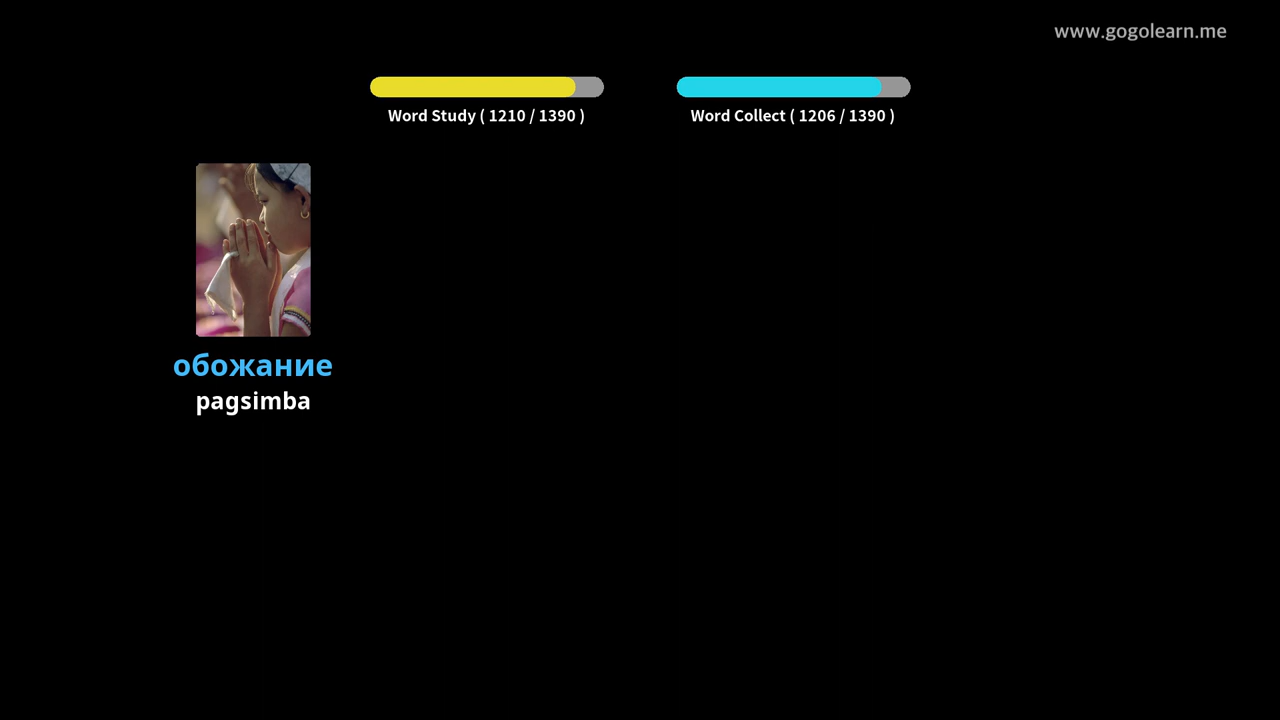 www.gogolearn.me
Word Study ( 1210 / 1390 )
Word Collect ( 1206 / 1390 )
обожание
pagsimba